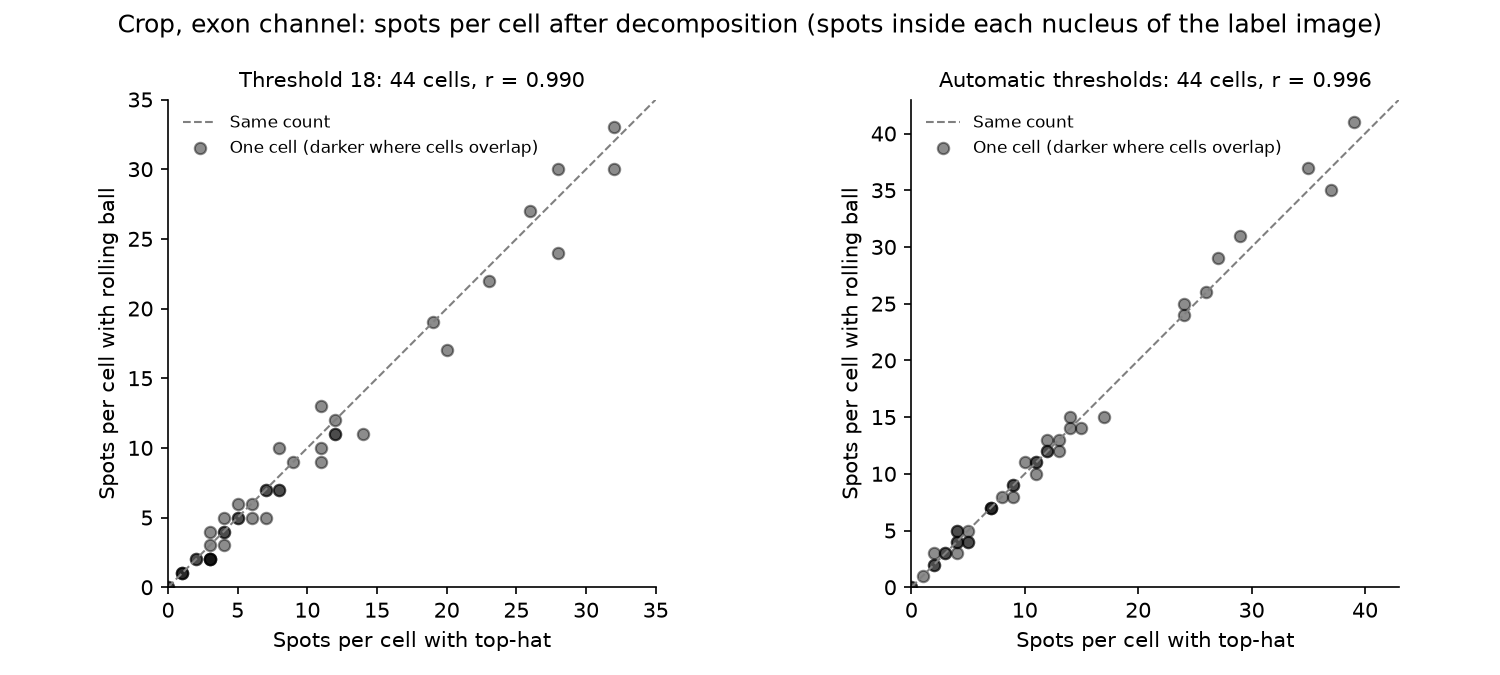 Crop, exon channel: spots per cell after decomposition (spots inside each nucleus of the label image)
Threshold 18: 44 cells, r = 0.990
Same count
One cell (darker where cells overlap)
Spots per cell with rolling ball
35
30
25
20
15
10
5
0
0 5 10 15 20 25 30 35
Spots per cell with top-hat
Automatic thresholds: 44 cells, r = 0.996
Same count
One cell (darker where cells overlap)
Spots per cell with rolling ball
40
35
30
25
20
15
10
5
0
0 10 20 30 40
Spots per cell with top-hat